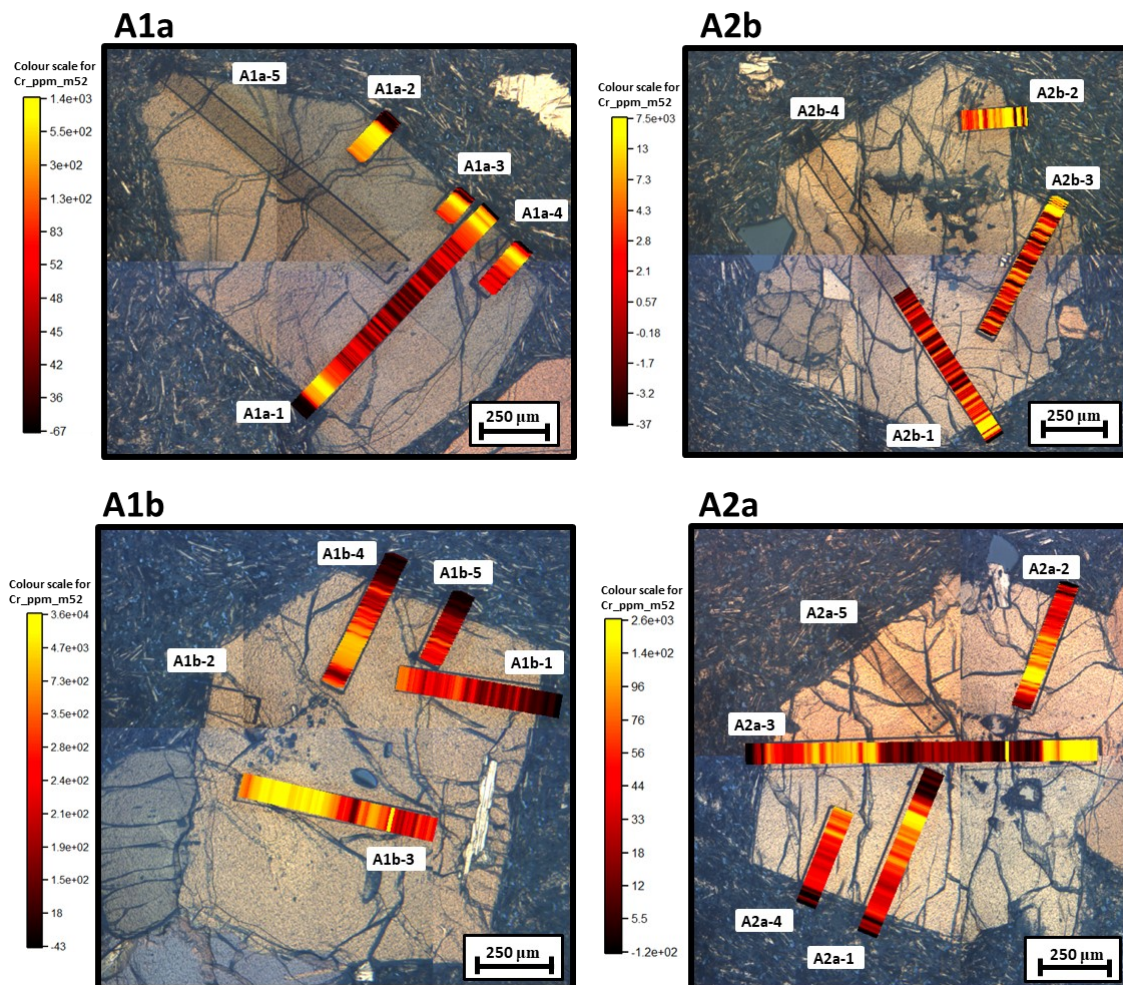 A1a
Colour scale for
Cr_ppm_m52
1.4e+03
5.5e+02
3e+02
1.3e+02
83
52
48
45
42
36
-67
A1a-5
A1a-2
A1a-3
A1a-4
A1a-1
250 µm
A2b
Colour scale for
Cr_ppm_m52
7.5e+03
13
7.3
4.3
2.8
2.1
0.57
-0.18
-1.7
-3.2
-37
A2b-4
A2b-2
A2b-3
A2b-1
250 µm
A1b
Colour scale for
Cr_ppm_m52
3.6e+04
4.7e+03
7.3e+02
3.5e+02
2.8e+02
2.4e+02
2.1e+02
1.9e+02
1.5e+02
18
-43
A1b-4
A1b-5
A1b-2
A1b-1
A1b-3
250 µm
A2a
Colour scale for
Cr_ppm_m52
2.6e+03
1.4e+02
96
76
56
44
33
19
12
5.5
-1.2e+02
A2a-2
A2a-5
A2a-3
A2a-4
A2a-1
250 µm